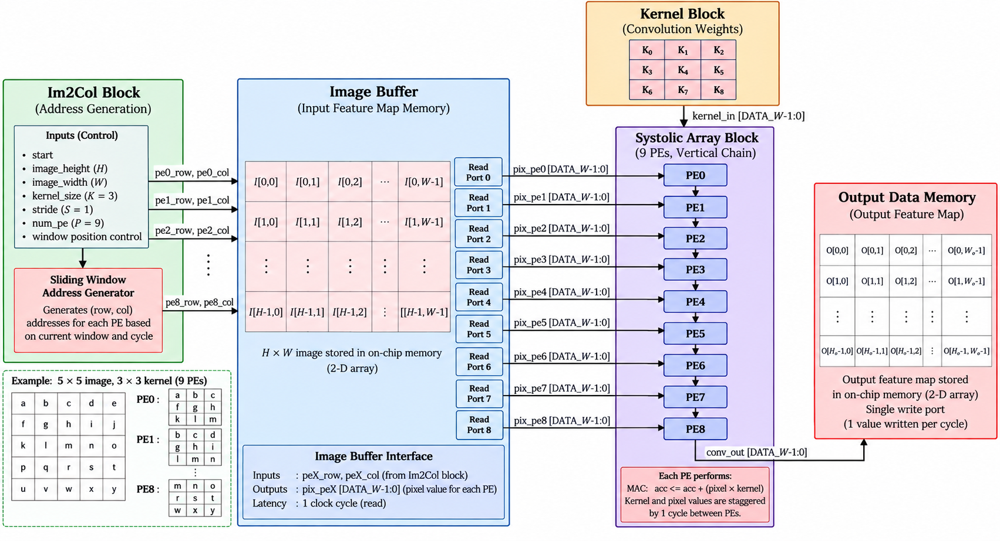 Kernel Block
(Convolution Weights)
K₀ K₁ K₂
K₃ K₄ K₅
K₆ K₇ K₈
kernel_in [DATA_W-1:0]
Im2Col Block
(Address Generation)
Inputs (Control)
• start
• image_height (H)
• image_width (W)
• kernel_size (K = 3)
• stride (S = 1)
• num_pe (P = 9)
• window position control
Sliding Window
Address Generator
Generates (row, col)
addresses for each PE based
on current window and cycle
pe0_row, pe0_col
pe1_row, pe1_col
pe2_row, pe2_col
⋮
pe8_row, pe8_col
Example: 5 × 5 image, 3 × 3 kernel (9 PEs)
a b c d e
f g h i j
k l m n o
p q r s t
u v w x y
PE0 :
a b c
f g h
k l m
PE1 :
b c d
g h i
l m n
⋮
PE8 :
m n o
r s t
w x y
Image Buffer
(Input Feature Map Memory)
I[0,0] I[0,1] I[0,2] ⋯ I[0,W-1]
I[1,0] I[1,1] I[1,2] ⋯ I[1,W-1]
⋮ ⋮ ⋮ ⋮ ⋮
I[H-1,0] I[H-1,1] I[H-1,2] ⋮ [[H-1,W-1]
H × W image stored in on-chip memory
(2-D array)
Read
Port 0
Read
Port 1
Read
Port 2
Read
Port 3
Read
Port 4
Read
Port 5
Read
Port 6
Read
Port 7
Read
Port 8
Image Buffer Interface
Inputs : peX_row, peX_col (from Im2Col block)
Outputs : pix_peX [DATA_W-1:0] (pixel value for each PE)
Latency : 1 clock cycle (read)
pix_pe0 [DATA_W-1:0]
pix_pe1 [DATA_W-1:0]
pix_pe2 [DATA_W-1:0]
pix_pe3 [DATA_W-1:0]
pix_pe4 [DATA_W-1:0]
pix_pe5 [DATA_W-1:0]
pix_pe6 [DATA_W-1:0]
pix_pe7 [DATA_W-1:0]
pix_pe8 [DATA_W-1:0]
Systolic Array Block
(9 PEs, Vertical Chain)
PE0
PE1
PE2
PE3
PE4
PE5
PE6
PE7
PE8
conv_out [DATA_W-1:0]
Each PE performs:
MAC: acc <= acc + (pixel × kernel)
Kernel and pixel values are staggered
by 1 cycle between PEs.
Output Data Memory
(Output Feature Map)
O[0,0] O[0,1] O[0,2] ⋯ O[0,Wₒ-1]
O[1,0] O[1,1] O[1,2] ⋯ O[1,Wₒ-1]
⋮ ⋮ ⋮ ⋮ ⋮
O[Hₒ-1,0] O[Hₒ-1,1] O[Hₒ-1,2] ⋮ O[Hₒ-1,Wₒ-1]
Output feature map stored
in on-chip memory (2-D array)
Single write port
(1 value written per cycle)